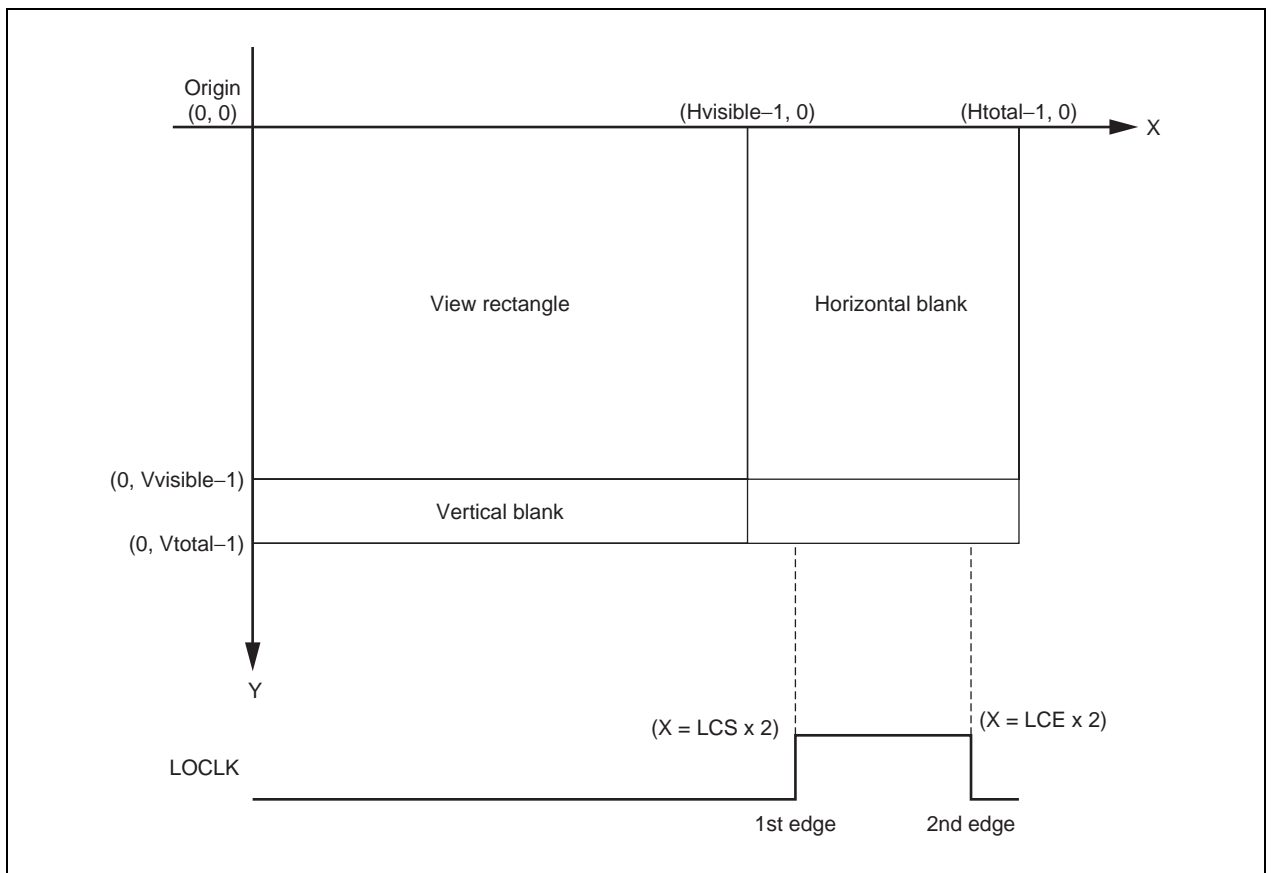 Origin
(0, 0)
(Hvisible−1, 0)
(Htotal−1, 0)
X
View rectangle
Horizontal blank
(0, Vvisible−1)
Vertical blank
(0, Vtotal−1)
Y
(X = LCS x 2)
(X = LCE x 2)
LOCLK
1st edge
2nd edge